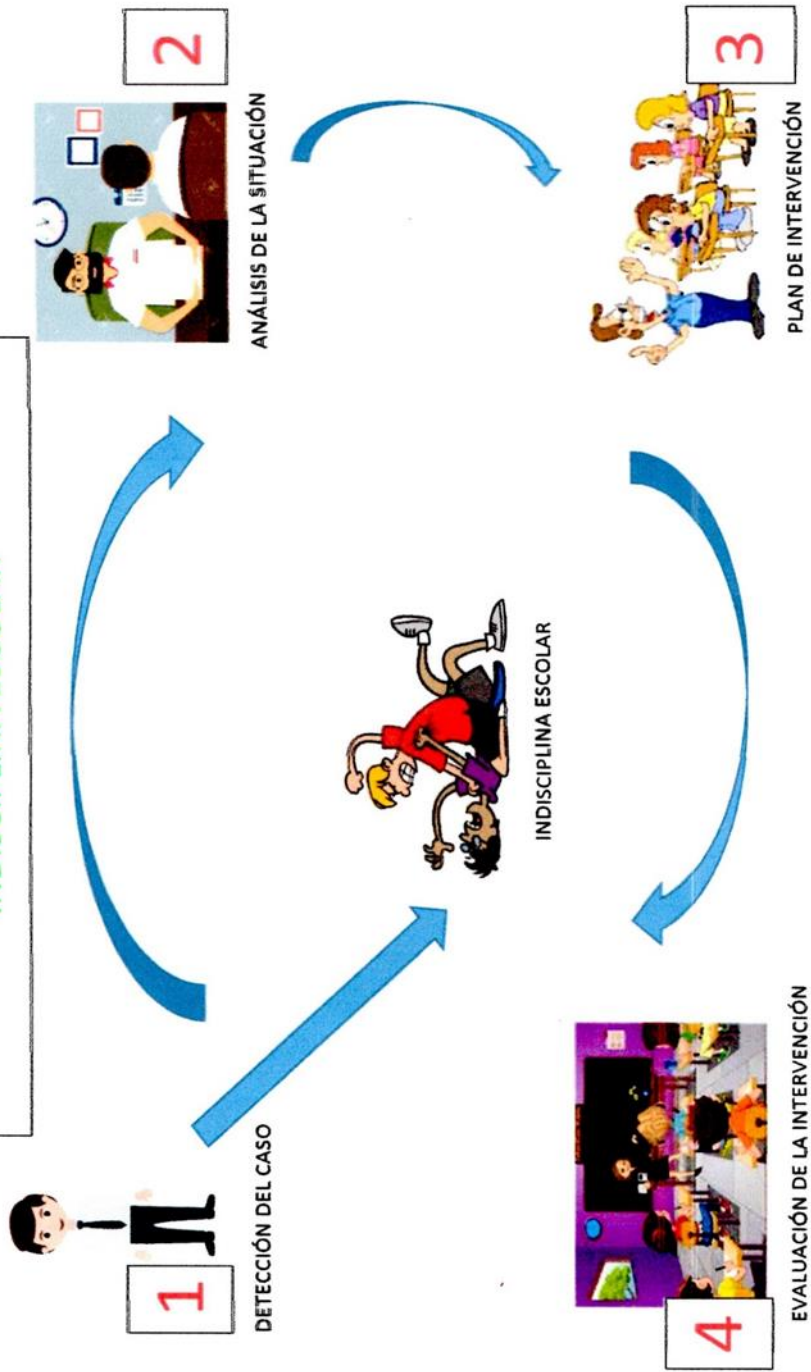 1
DETECCIÓN DEL CASO
2
ANÁLISIS DE LA SITUACIÓN
INDISCIPLINA ESCOLAR
3
PLAN DE INTERVENCIÓN
4
EVALUACIÓN DE LA INTERVENCIÓN